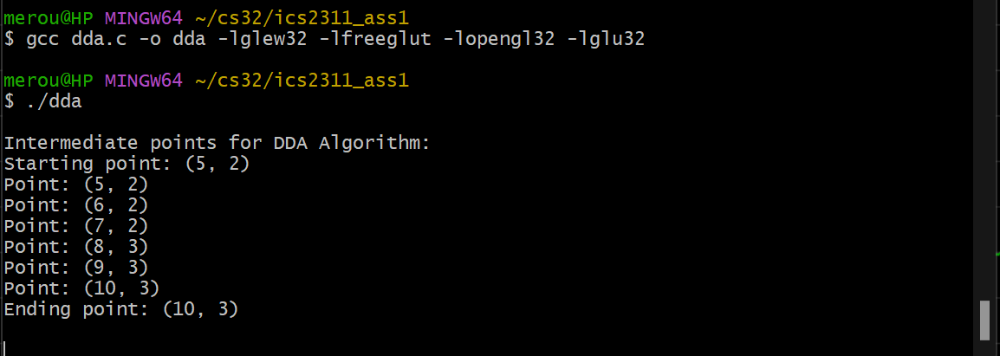 merou@HP MINGW64 ~/cs32/ics2311_ass1
$ gcc dda.c -o dda -lglew32 -lfreeglut -lopengl32 -lglu32
merou@HP MINGW64 ~/cs32/ics2311_ass1
$ ./dda
Intermediate points for DDA Algorithm:
Starting point: (5, 2)
Point: (5, 2)
Point: (6, 2)
Point: (7, 2)
Point: (8, 3)
Point: (9, 3)
Point: (10, 3)
Ending point: (10, 3)